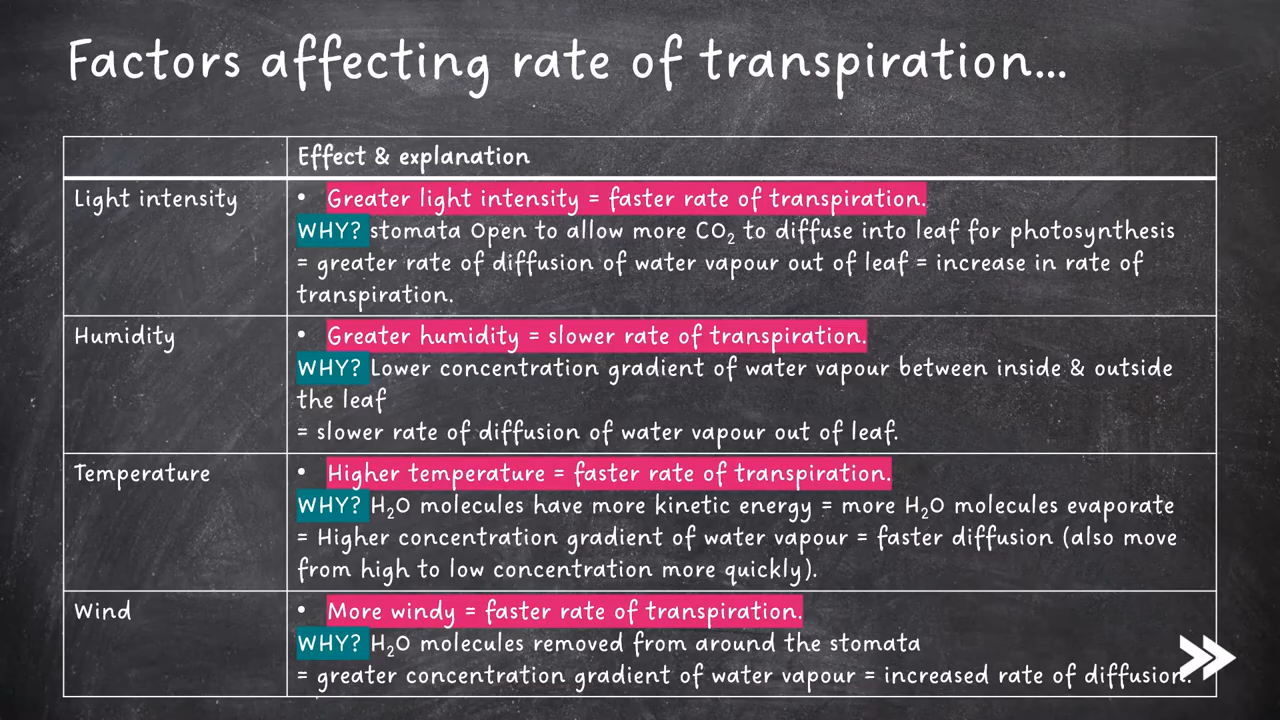 Factors affecting rate of transpiration...
Effect & explanation
Light intensity
• Greater light intensity = faster rate of transpiration.
WHY? stomata Open to allow more CO₂ to diffuse into leaf for photosynthesis
= greater rate of diffusion of water vapour out of leaf = increase in rate of
transpiration.
Humidity
• Greater humidity = slower rate of transpiration.
WHY? Lower concentration gradient of water vapour between inside & outside
the leaf
= slower rate of diffusion of water vapour out of leaf.
Temperature
• Higher temperature = faster rate of transpiration.
WHY? H₂O molecules have more kinetic energy = more H₂O molecules evaporate
= Higher concentration gradient of water vapour = faster diffusion (also move
from high to low concentration more quickly).
Wind
• More windy = faster rate of transpiration.
WHY? H₂O molecules removed from around the stomata
= greater concentration gradient of water vapour = increased rate of diffusion.